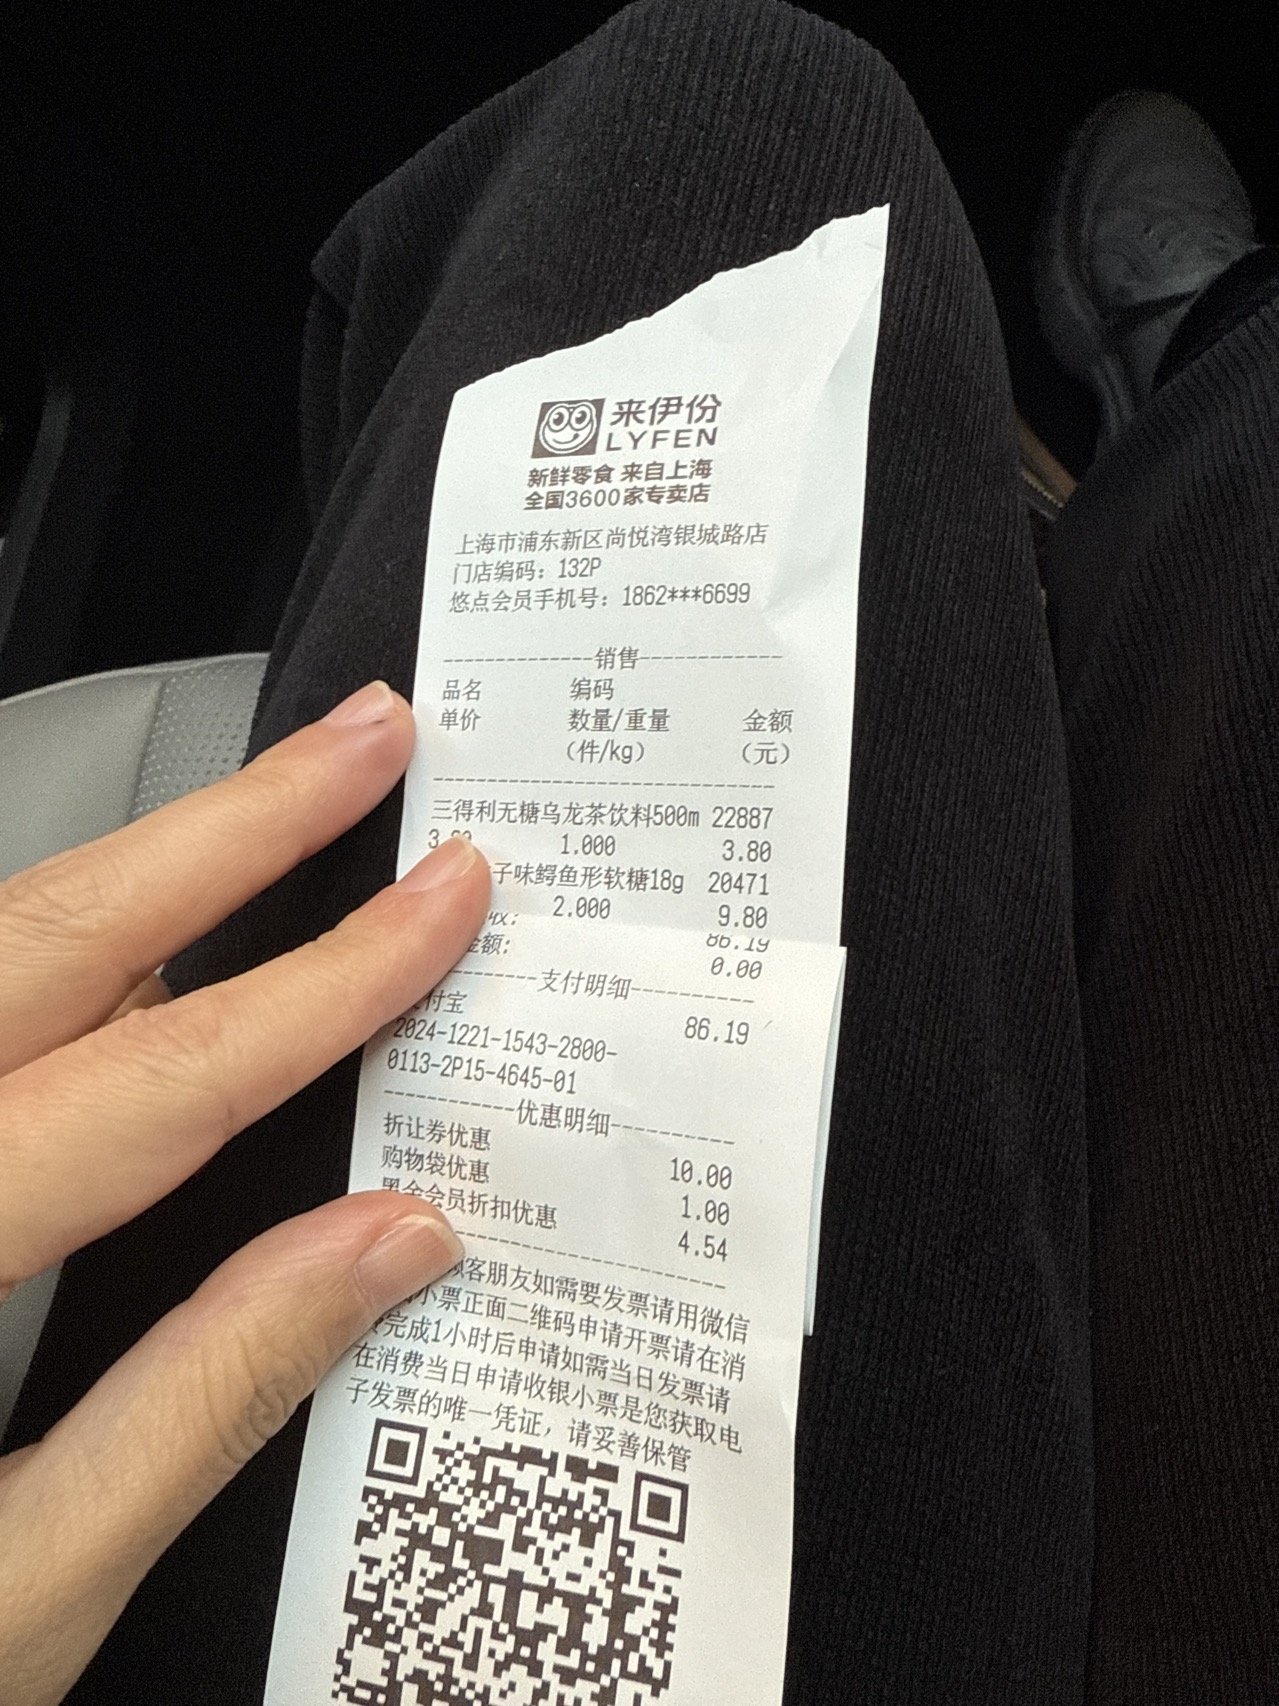 来伊份
LYFEN
新鲜零食 来自上海
全国3600家专卖店
上海市浦东新区尚悦湾银城路店
门店编码：132P
悠点会员手机号：1862***6699
--------------销售--------------
品名 编码
单价 数量/重量 金额
（件/kg） （元）
三得利无糖乌龙茶饮料500m 22887
1.000 3.80
子味鳄鱼形软糖18g 20471
2.000 9.80
收： 86.19
金额： 0.00
----------支付明细----------
付宝 86.19
2024-1221-1543-2800-
0113-2P15-4645-01
------------优惠明细------------
折让券优惠 10.00
购物袋优惠 1.00
黑金会员折扣优惠 4.54
顾客朋友如需要发票请用微信
小票正面二维码申请开票请在消
完成1小时后申请如需当日发票请
在消费当日申请收银小票是您获取电
子发票的唯一凭证，请妥善保管